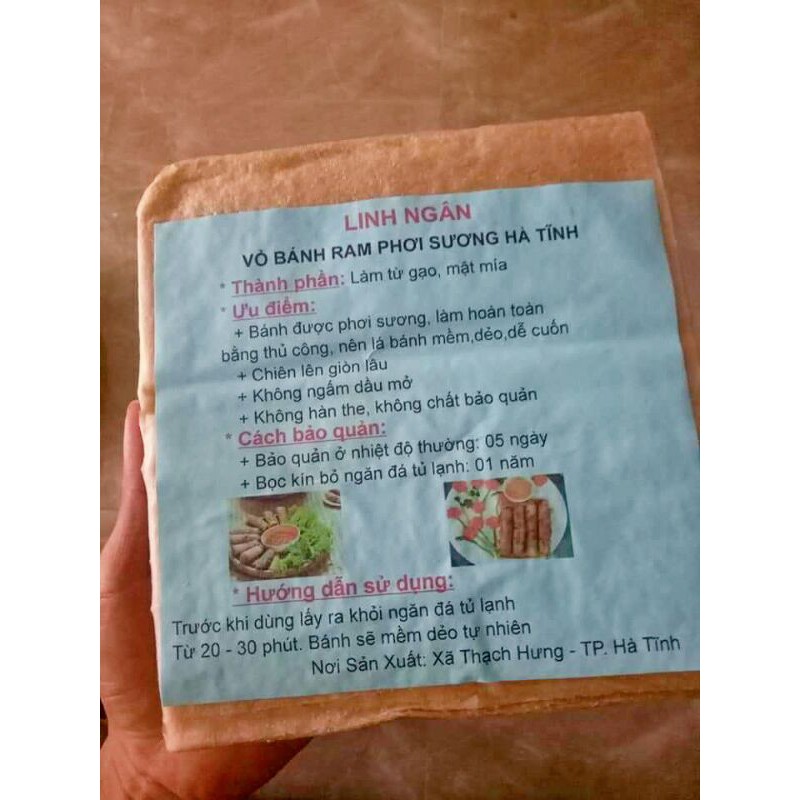 LINH NGÂN
VỎ BÁNH RAM PHƠI SƯƠNG HÀ TĨNH
* Thành phần: Làm từ gạo, mật mía
* Ưu điểm:
+ Bánh được phơi sương, làm hoàn toàn
bằng thủ công, nên lá bánh mềm,dẻo,dễ cuốn
+ Chiên lên giòn lâu
+ Không ngấm dầu mở
+ Không hàn the, không chất bảo quản
* Cách bảo quản:
+ Bảo quản ở nhiệt độ thường: 05 ngày
+ Bọc kín bỏ ngăn đá tủ lạnh: 01 năm
* Hướng dẫn sử dụng:
Trước khi dùng lấy ra khỏi ngăn đá tủ lạnh
Từ 20 - 30 phút. Bánh sẽ mềm dẻo tự nhiên
Nơi Sản Xuất: Xã Thạch Hưng - TP. Hà Tĩnh